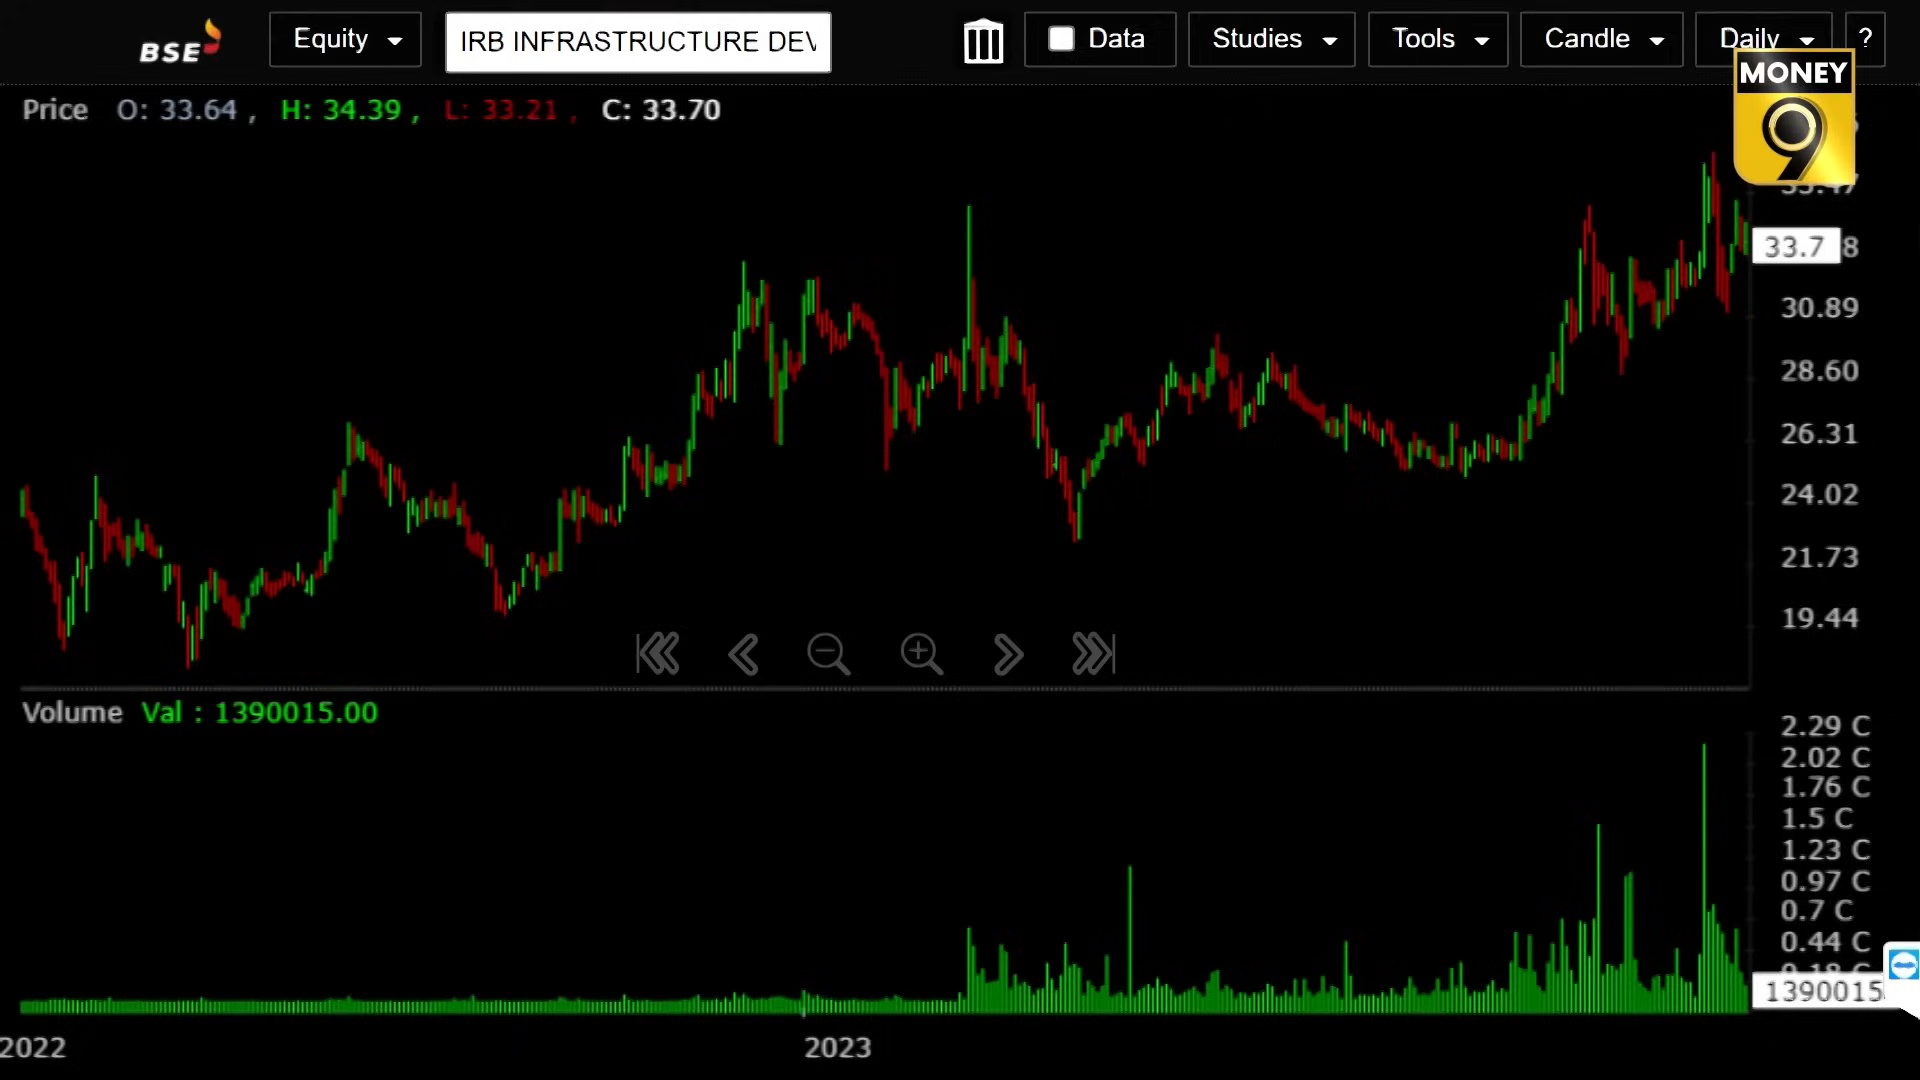 BSE Equity IRB INFRASTRUCTURE DEV Data Studies Tools Candle Daily ?
MONEY
9
Price O: 33.64 , H: 34.39 , L: 33.21 , C: 33.70
33.7 8
30.89
28.60
26.31
24.02
21.73
19.44
Volume Val : 1390015.00
2.29 C
2.02 C
1.76 C
1.5 C
1.23 C
0.97 C
0.7 C
0.44 C
1390015
2022 2023